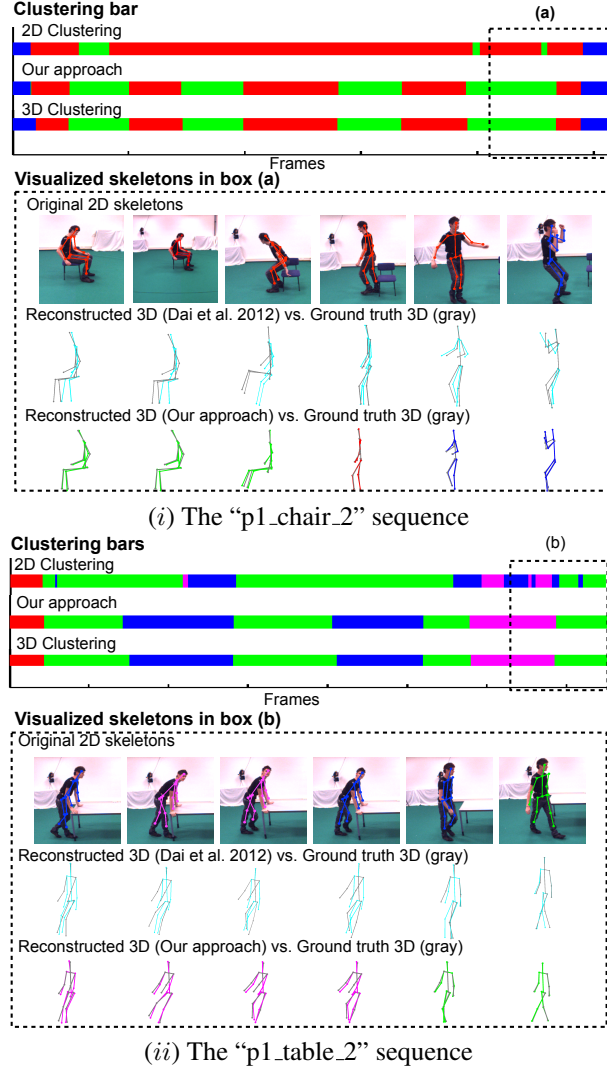 Clustering bar
(a)
2D Clustering
Our approach
3D Clustering
Frames
Visualized skeletons in box (a)
Original 2D skeletons
Reconstructed 3D (Dai et al. 2012) vs. Ground truth 3D (gray)
Reconstructed 3D (Our approach) vs. Ground truth 3D (gray)
(i) The “p1_chair_2” sequence
Clustering bars
(b)
2D Clustering
Our approach
3D Clustering
Frames
Visualized skeletons in box (b)
Original 2D skeletons
Reconstructed 3D (Dai et al. 2012) vs. Ground truth 3D (gray)
Reconstructed 3D (Our approach) vs. Ground truth 3D (gray)
(ii) The “p1_table_2” sequence